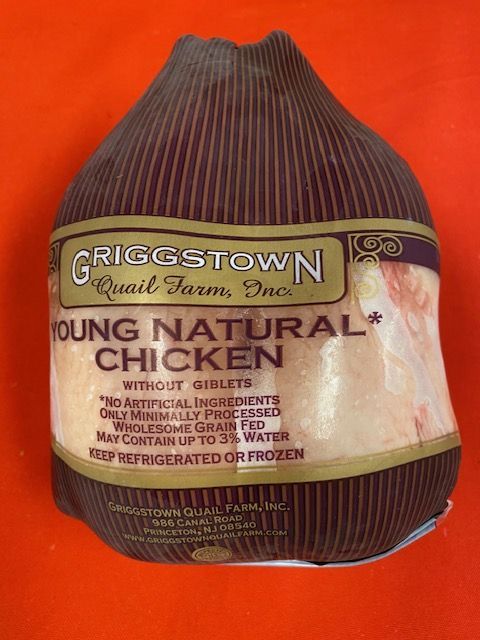 GRIGGSTOWN
Quail Farm, Inc.
YOUNG NATURAL*
CHICKEN
WITHOUT GIBLETS
*NO ARTIFICIAL INGREDIENTS
ONLY MINIMALLY PROCESSED
WHOLESOME GRAIN FED
MAY CONTAIN UP TO 3% WATER
KEEP REFRIGERATED OR FROZEN
GRIGGSTOWN QUAIL FARM, INC.
986 CANAL ROAD
PRINCETON, NJ 08540
WWW.GRIGGSTOWNQUAILFARM.COM